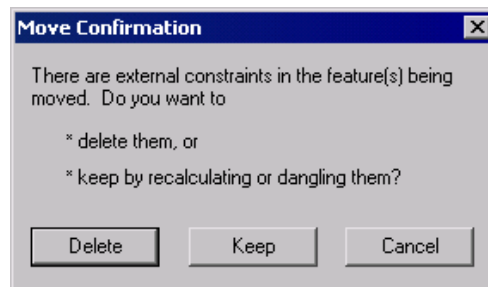 Move Confirmation
There are external constraints in the feature(s) being
moved. Do you want to
* delete them, or
* keep by recalculating or dangling them?
Delete Keep Cancel